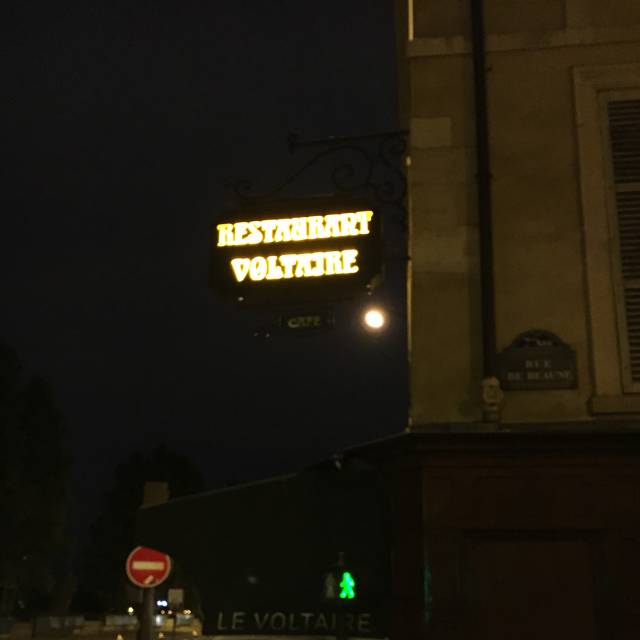 RESTAURANT
VOLTAIRE
CAFE
RUE
DE BEAUNE
LE VOLTAIRE